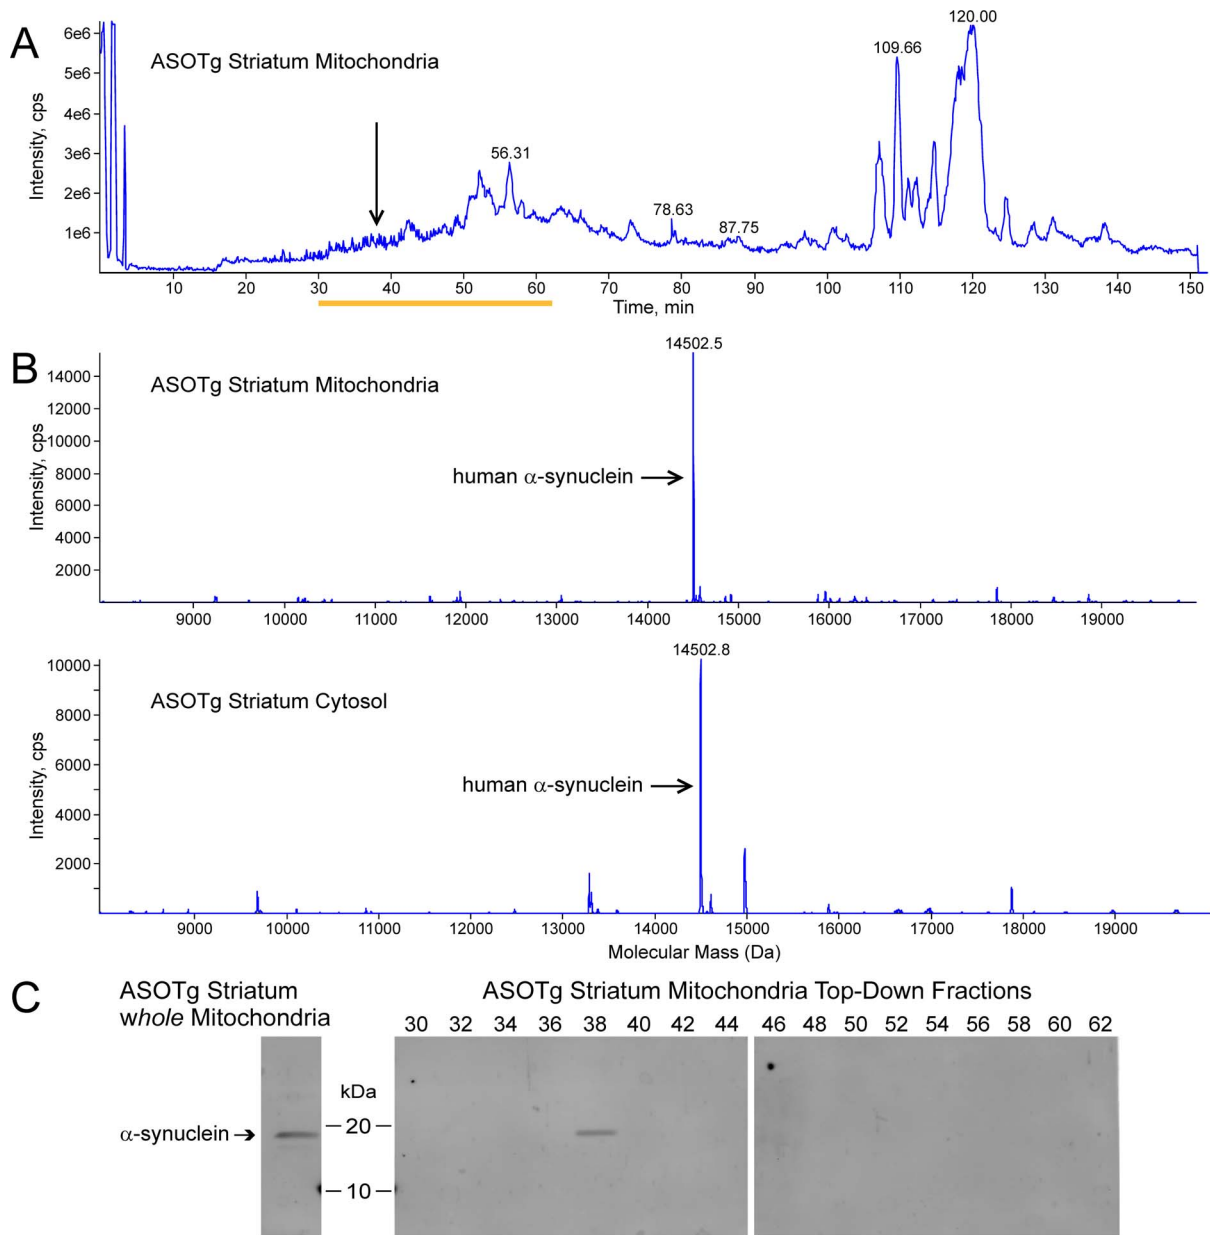 A
ASOTg Striatum Mitochondria
Intensity, cps
6e6
5e6
4e6
3e6
2e6
1e6
56.31
78.63
87.75
109.66
120.00
10 20 30 40 50 60 70 80 90 100 110 120 130 140 150
Time, min
B
ASOTg Striatum Mitochondria
Intensity, cps
14000
12000
10000
8000
6000
4000
2000
14502.5
human α-synuclein
9000 10000 11000 12000 13000 14000 15000 16000 17000 18000 19000
ASOTg Striatum Cytosol
Intensity, cps
10000
8000
6000
4000
2000
14502.8
human α-synuclein
9000 10000 11000 12000 13000 14000 15000 16000 17000 18000 19000
Molecular Mass (Da)
C
ASOTg Striatum
whole Mitochondria
ASOTg Striatum Mitochondria Top-Down Fractions
30 32 34 36 38 40 42 44 46 48 50 52 54 56 58 60 62
kDa
α-synuclein
20
10